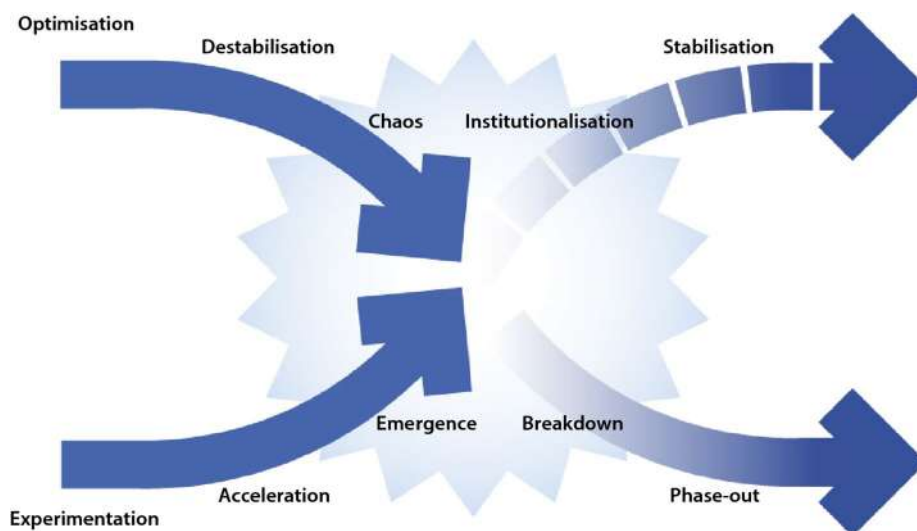 Optimisation
Destabilisation
Stabilisation
Chaos
Institutionalisation
Emergence
Breakdown
Acceleration
Phase-out
Experimentation